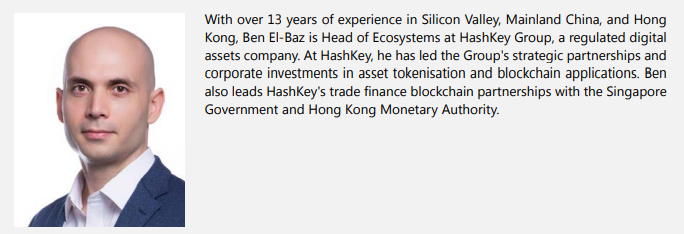 With over 13 years of experience in Silicon Valley, Mainland China, and Hong
Kong, Ben El-Baz is Head of Ecosystems at HashKey Group, a regulated digital
assets company. At HashKey, he has led the Group's strategic partnerships and
corporate investments in asset tokenisation and blockchain applications. Ben
also leads HashKey's trade finance blockchain partnerships with the Singapore
Government and Hong Kong Monetary Authority.